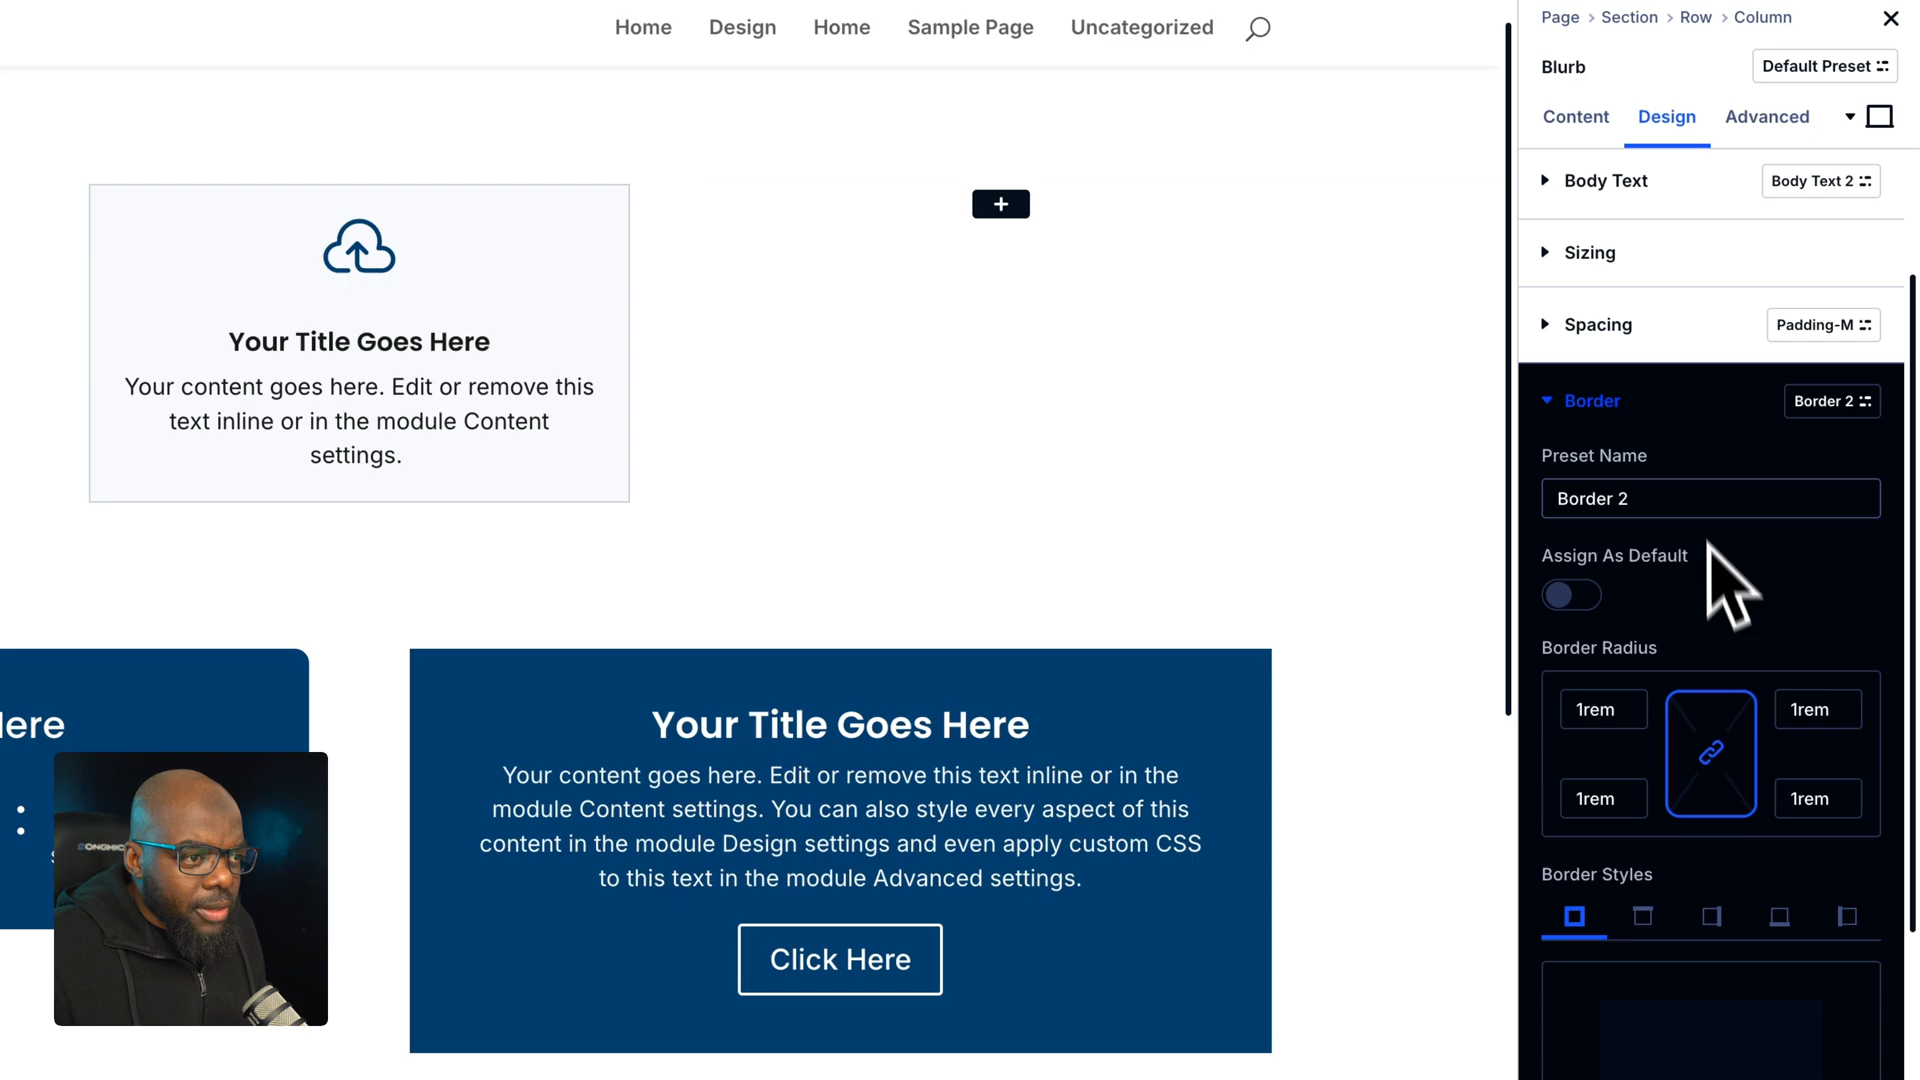 Home Design Home Sample Page Uncategorized
Page Section Row Column
Blurb
Default Preset
Content Design Advanced
Body Text
Body Text 2
Sizing
Spacing
Padding-M
Border
Border 2
Preset Name
Border 2
Assign As Default
Border Radius
1rem
1rem
1rem
1rem
Border Styles
Your Title Goes Here
Your content goes here. Edit or remove this
text inline or in the module Content
settings.
Your Title Goes Here
Your content goes here. Edit or remove this text inline or in the
module Content settings. You can also style every aspect of this
content in the module Design settings and even apply custom CSS
to this text in the module Advanced settings.
Click Here